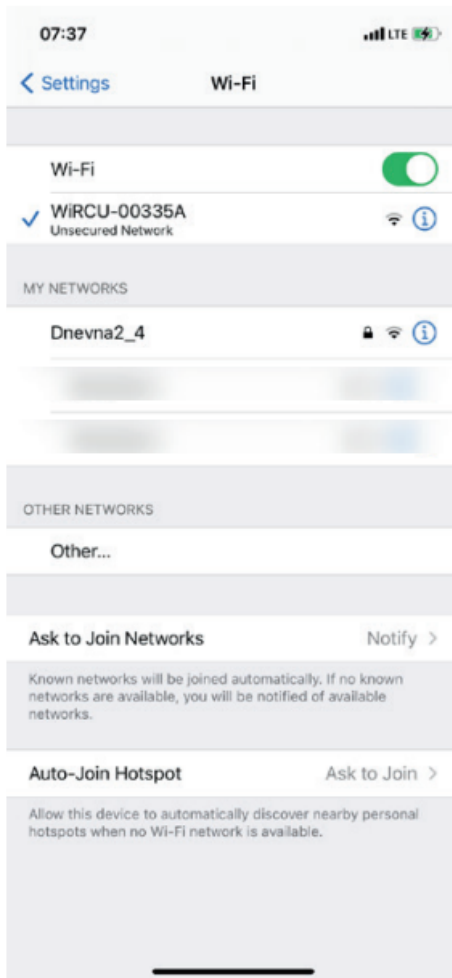 07:37 LTE
Settings Wi-Fi
Wi-Fi
WiRCU-00335A
Unsecured Network
MY NETWORKS
Dnevna2_4
OTHER NETWORKS
Other...
Ask to Join Networks Notify
Known networks will be joined automatically. If no known
networks are available, you will be notified of available
networks.
Auto-Join Hotspot Ask to Join
Allow this device to automatically discover nearby personal
hotspots when no Wi-Fi network is available.